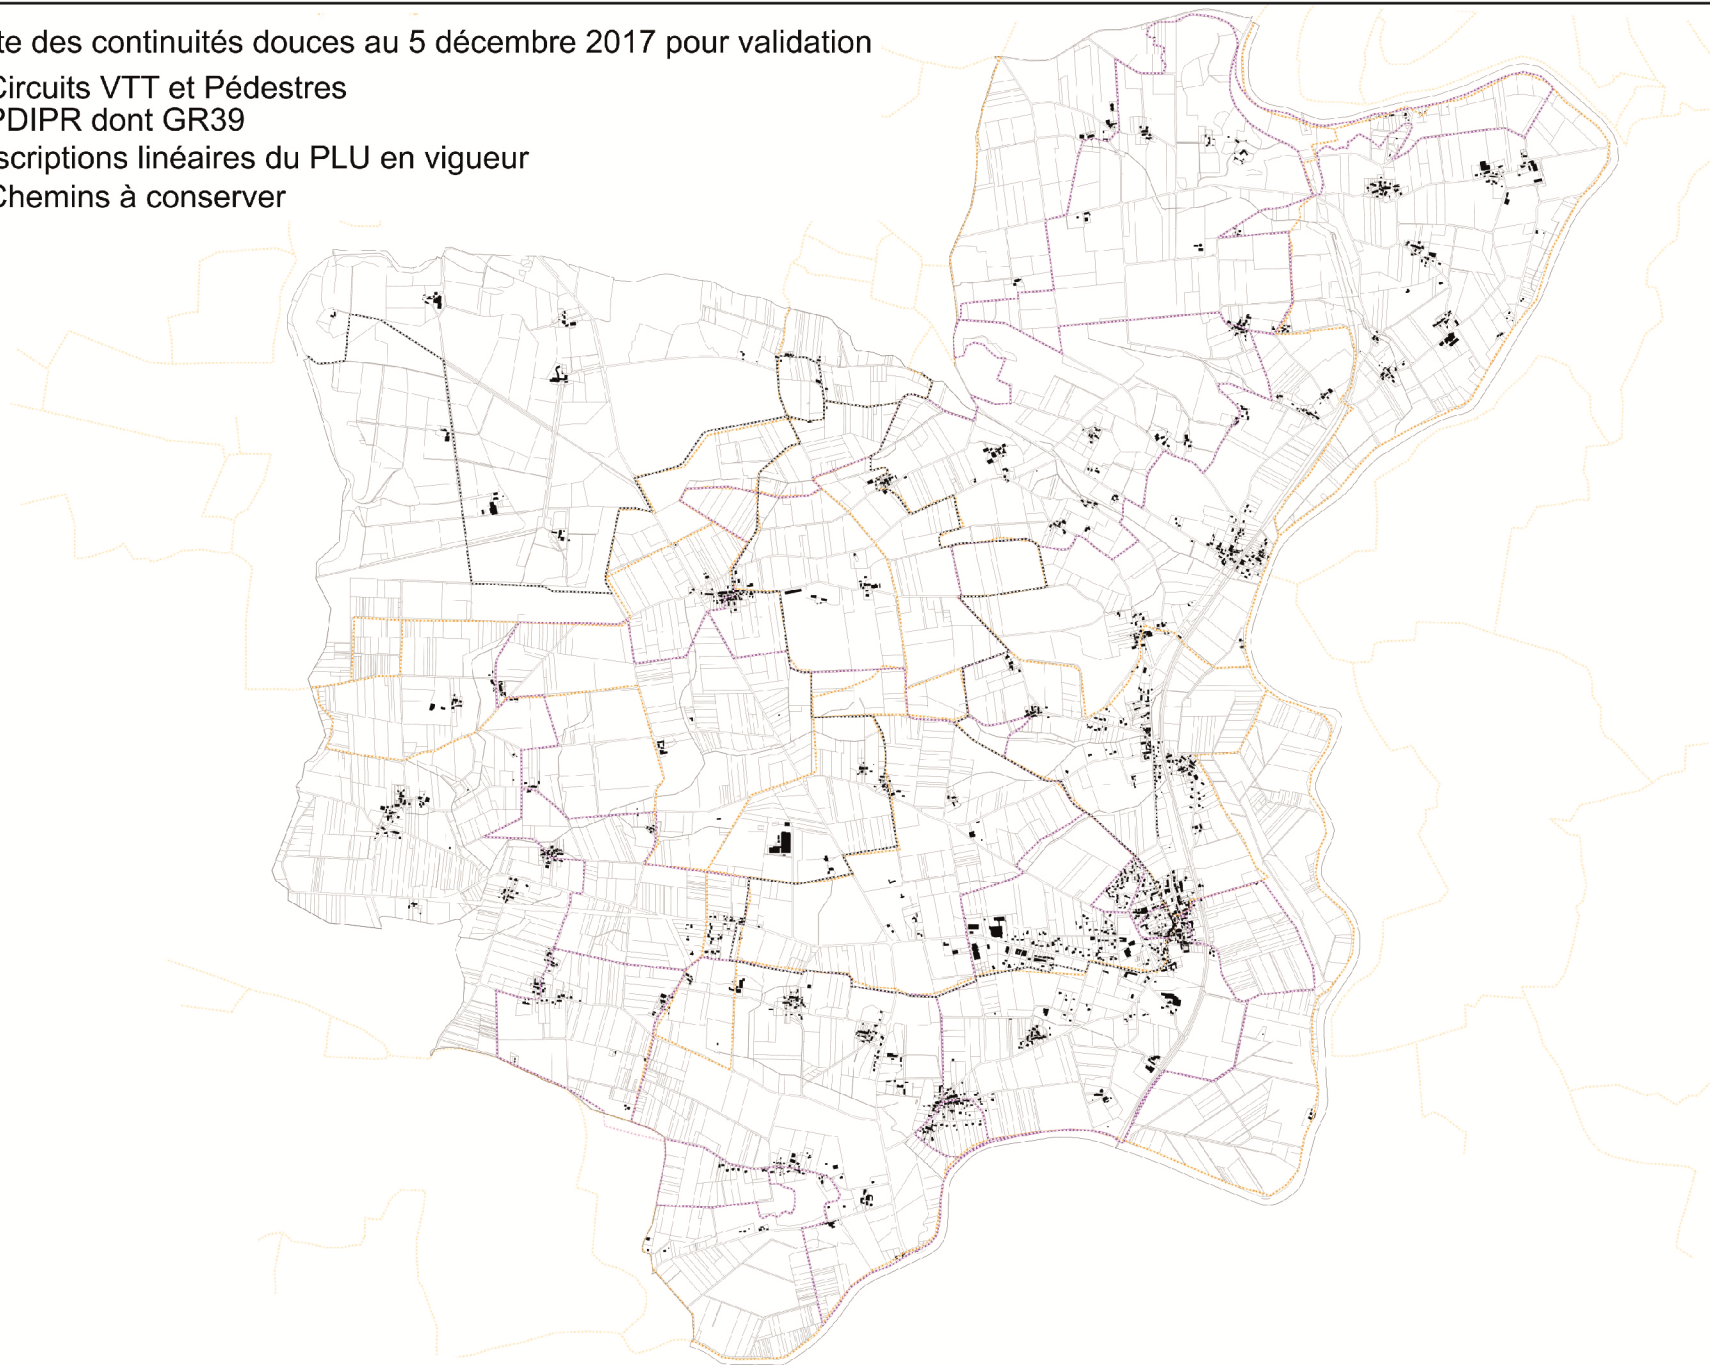 te des continuités douces au 5 décembre 2017 pour validation
Circuits VTT et Pédestres
PDIPR dont GR39
scriptions linéaires du PLU en vigueur
Chemins à conserver